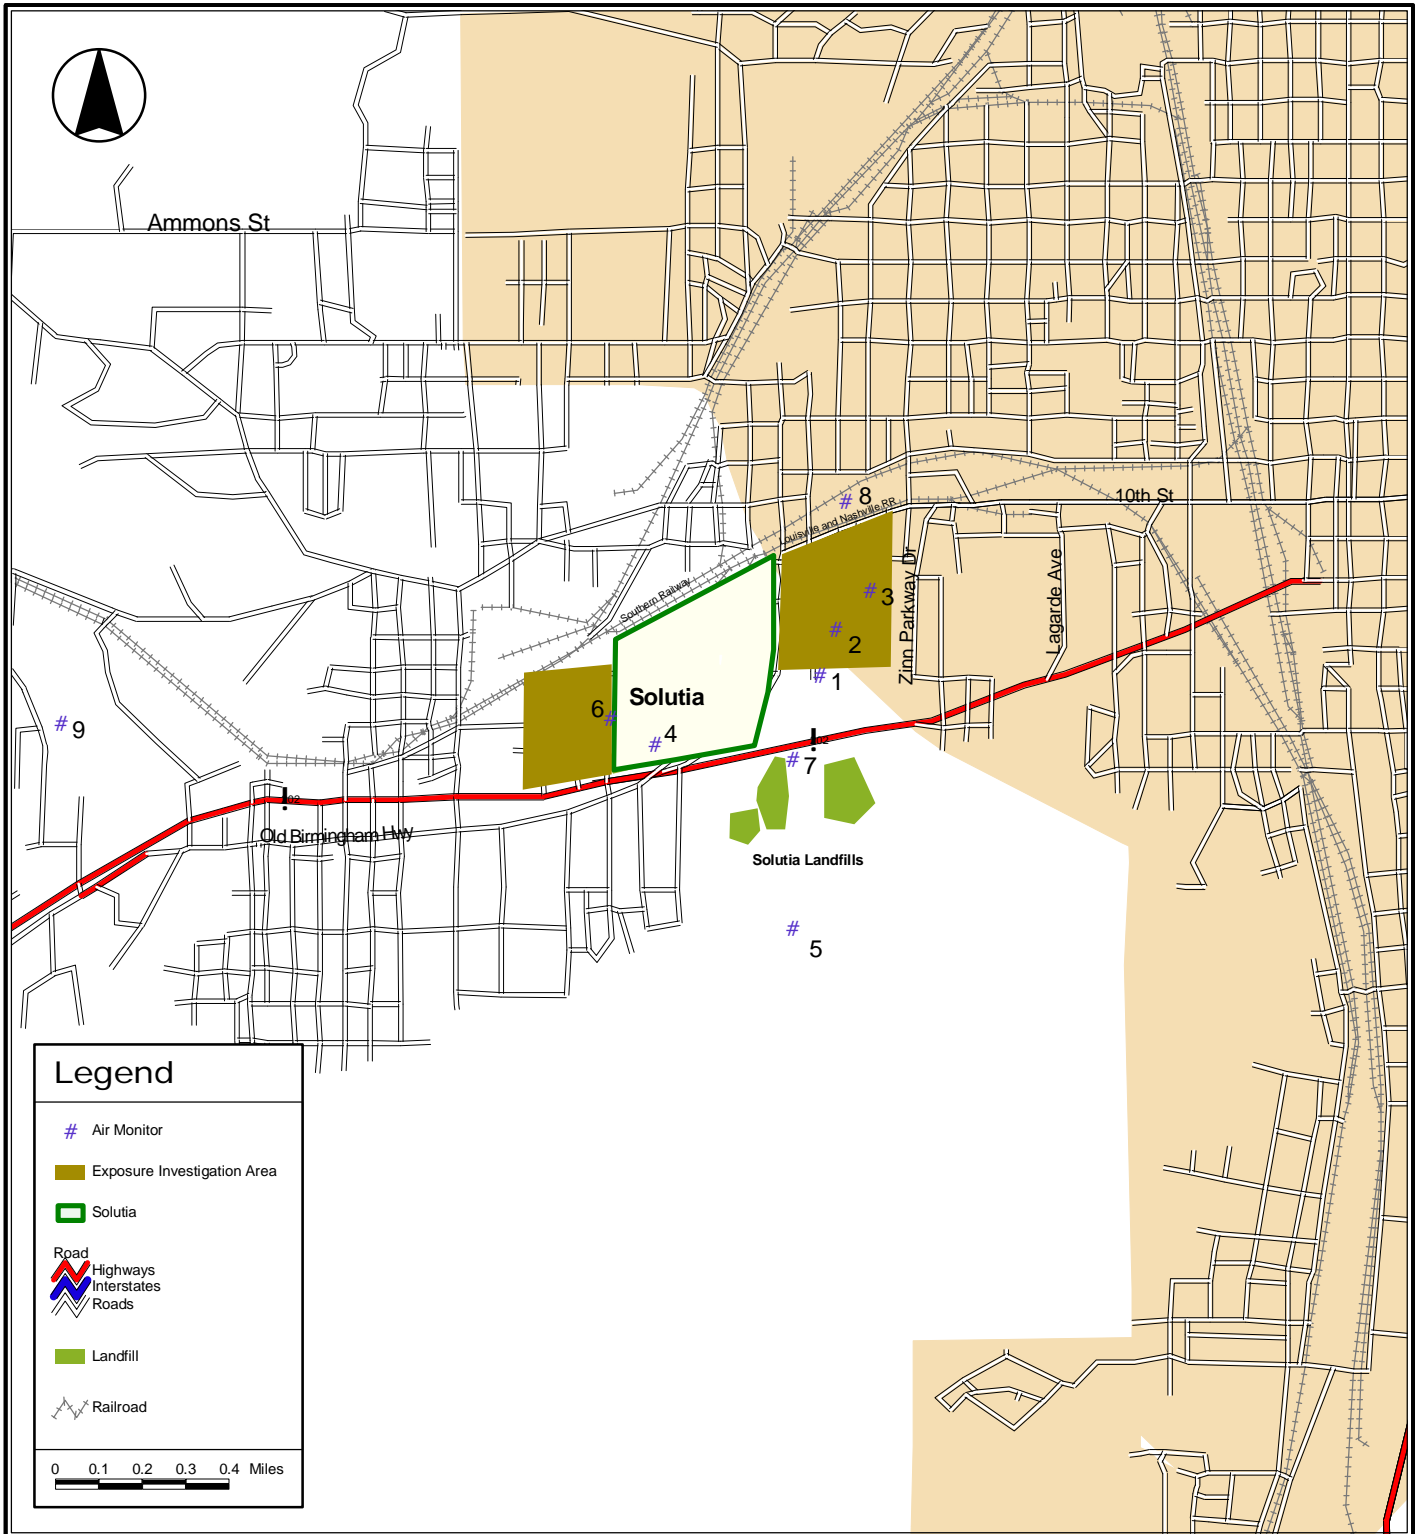 Ammons St
8
10th St
Louisville and Nashville RR
Zinn Parkway Dr
Lagarde Ave
3
Southern Railway
2
1
Solutia
6
4
9
02
7
02
Old Birmingham Hwy
Solutia Landfills
5
Legend
# Air Monitor
Exposure Investigation Area
Solutia
Road
Highways
Interstates
Roads
Landfill
Railroad
0 0.1 0.2 0.3 0.4 Miles